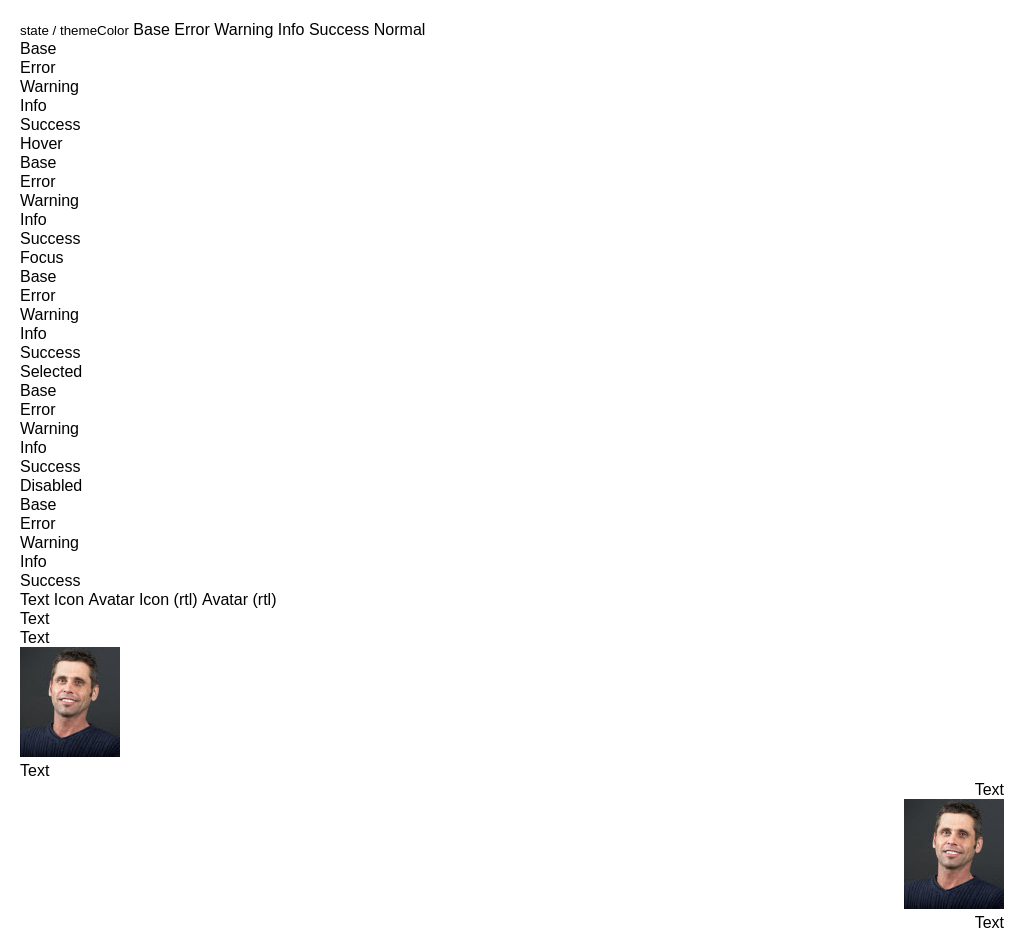 state / themeColor Base Error Warning Info Success Normal
Base
Error
Warning
Info
Success
Hover
Base
Error
Warning
Info
Success
Focus
Base
Error
Warning
Info
Success
Selected
Base
Error
Warning
Info
Success
Disabled
Base
Error
Warning
Info
Success
Text Icon Avatar Icon (rtl) Avatar (rtl)
Text
Text
Text
Text
Text